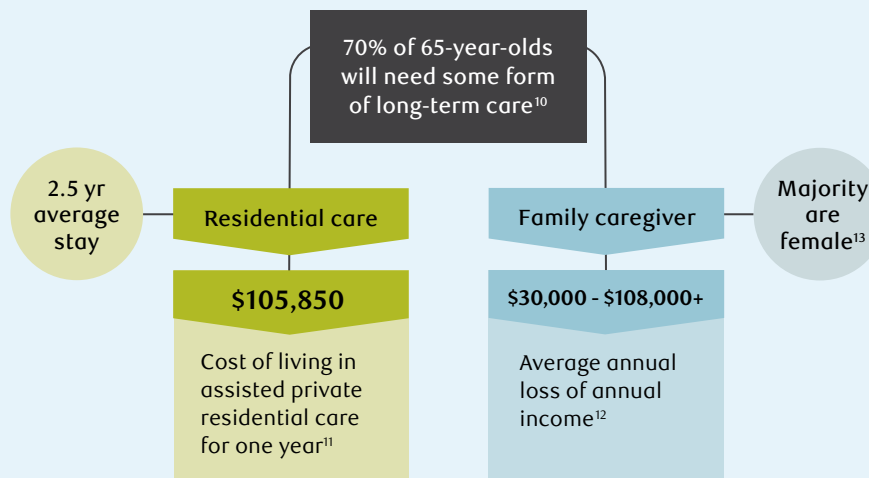 70% of 65-year-olds
will need some form
of long-term care¹⁰
2.5 yr
average
stay
Residential care
Family caregiver
Majority
are
female¹³
$105,850
$30,000 - $108,000+
Cost of living in
assisted private
residential care
for one year¹¹
Average annual
loss of annual
income¹²